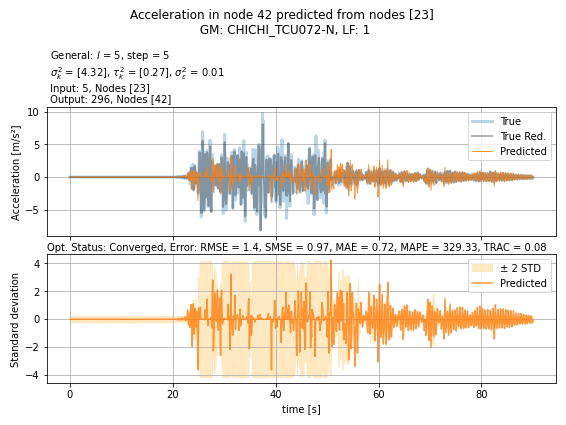 Acceleration in node 42 predicted from nodes [23]
GM: CHICHI_TCU072-N, LF: 1
General: l = 5, step = 5
σ²ₖ = [4.32], τ²ₖ = [0.27], σ²ε = 0.01
Input: 5, Nodes [23]
Output: 296, Nodes [42]
10
5
0
−5
Acceleration [m/s²]
True
True Red.
Predicted
Opt. Status: Converged, Error: RMSE = 1.4, SMSE = 0.97, MAE = 0.72, MAPE = 329.33, TRAC = 0.08
4
2
0
−2
−4
Standard deviation
± 2 STD
Predicted
0 20 40 60 80
time [s]